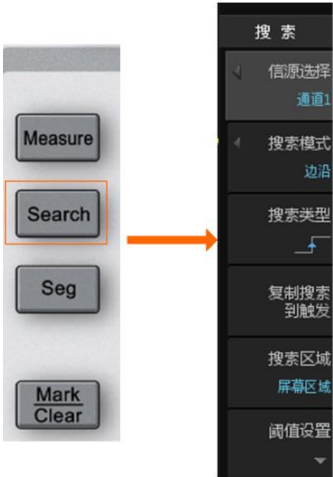 Measure
Search
Seg
Mark
Clear
搜 索
信源选择
通道1
搜索模式
边沿
搜索类型
复制搜索
到触发
搜索区域
屏幕区域
阈值设置